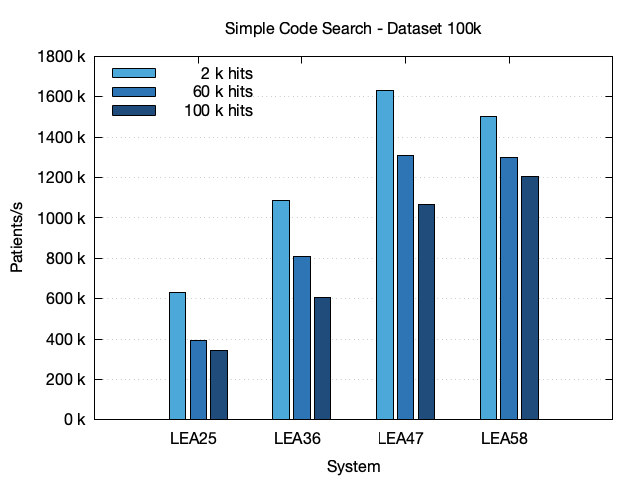 Simple Code Search - Dataset 100k
1800 k
1600 k
1400 k
1200 k
1000 k
800 k
600 k
400 k
200 k
0 k
Patients/s
2 k hits
60 k hits
100 k hits
LEA25
LEA36
LEA47
LEA58
System